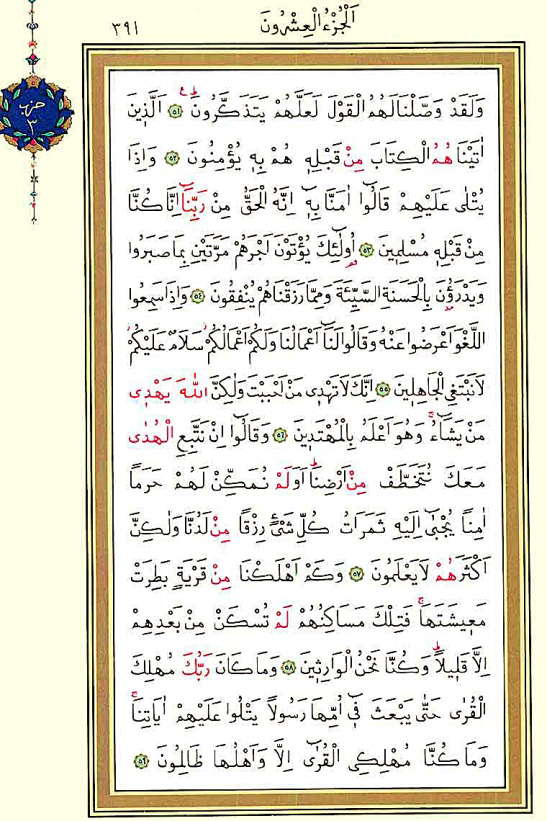 اَلْجُزْءُ الْعِشْرُونَ
٣٩١
حزب
٣
وَلَقَدْ وَصَّلْنَا لَهُمُ الْقَوْلَ لَعَلَّهُمْ يَتَذَكَّرُونَ ﴿٥١﴾ اَلَّذِينَ
اٰتَيْنَاهُمُ الْكِتَابَ مِنْ قَبْلِهِ هُمْ بِهِ يُؤْمِنُونَ ﴿٥٢﴾ وَاِذَا
يُتْلٰى عَلَيْهِمْ قَالُٓوا اٰمَنَّا بِهِٓ اِنَّهُ الْحَقُّ مِنْ رَبِّنَٓا اِنَّا كُنَّا
مِنْ قَبْلِهِ مُسْلِمِينَ ﴿٥٣﴾ اُو۬لٰٓئِكَ يُؤْتَوْنَ اَجْرَهُمْ مَرَّتَيْنِ بِمَا صَبَرُوا
وَيَدْرَؤُ۫نَ بِالْحَسَنَةِ السَّيِّئَةَ وَمِمَّا رَزَقْنَاهُمْ يُنْفِقُونَ ﴿٥٤﴾ وَاِذَا سَمِعُوا
اللَّغْوَ اَعْرَضُوا عَنْهُ وَقَالُوا لَنَٓا اَعْمَالُنَا وَلَكُمْ اَعْمَالُكُمْ سَلَامٌ عَلَيْكُمْ
لَا نَبْتَغِي الْجَاهِلِينَ ﴿٥٥﴾ اِنَّكَ لَا تَهْدِي مَنْ اَحْبَبْتَ وَلٰكِنَّ اللّٰهَ يَهْدِي
مَنْ يَشَٓاءُ وَهُوَ اَعْلَمُ بِالْمُهْتَدِينَ ﴿٥٦﴾ وَقَالُٓوا اِنْ نَتَّبِعِ الْهُدٰى
مَعَكَ نُتَخَطَّفْ مِنْ اَرْضِنَا اَوَلَمْ نُمَكِّنْ لَهُمْ حَرَمًا
اٰمِنًا يُجْبٰٓى اِلَيْهِ ثَمَرَاتُ كُلِّ شَيْءٍ رِزْقًا مِنْ لَدُنَّا وَلٰكِنَّ
اَكْثَرَهُمْ لَا يَعْلَمُونَ ﴿٥٧﴾ وَكَمْ اَهْلَكْنَا مِنْ قَرْيَةٍ بَطِرَتْ
مَعِيشَتَهَا فَتِلْكَ مَسَاكِنُهُمْ لَمْ تُسْكَنْ مِنْ بَعْدِهِمْ
اِلَّا قَلِيلًا وَكُنَّا نَحْنُ الْوَارِثِينَ ﴿٥٨﴾ وَمَا كَانَ رَبُّكَ مُهْلِكَ
الْقُرٰى حَتّٰى يَبْعَثَ فِٓي اُمِّهَا رَسُولًا يَتْلُوا عَلَيْهِمْ اٰيَاتِنَا
وَمَا كُنَّا مُهْلِكِي الْقُرٰٓى اِلَّا وَاَهْلُهَا ظَالِمُونَ ﴿٥٩﴾